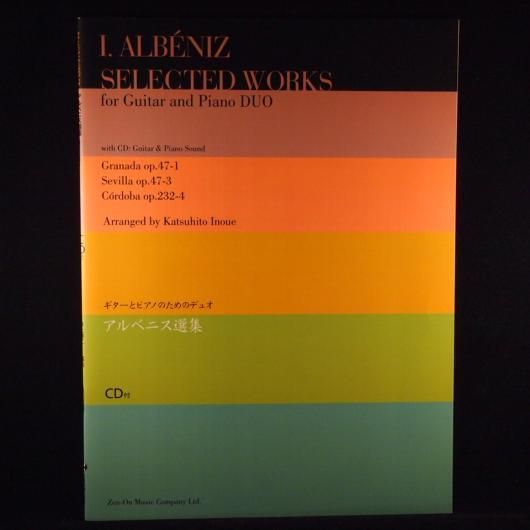 I. ALBÉNIZ
SELECTED WORKS
for Guitar and Piano DUO
with CD: Guitar & Piano Sound
Granada op.47-1
Sevilla op.47-3
Córdoba op.232-4
Arranged by Katsuhito Inoue
ギターとピアノのためのデュオ
アルベニス選集
CD付
Zen-On Music Company Ltd.